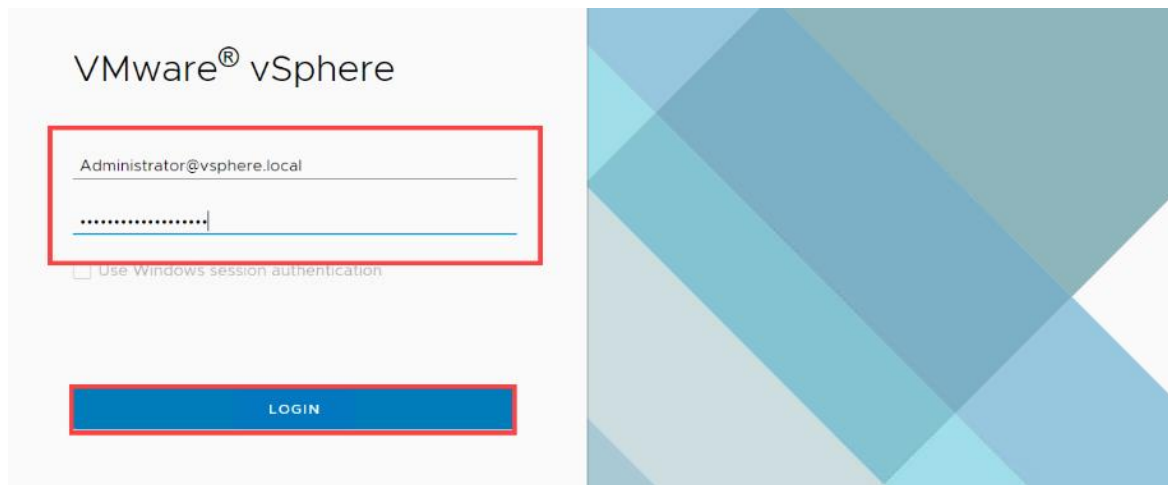 VMware® vSphere
Administrator@vsphere.local
•••••••••••••••••••
Use Windows session authentication
LOGIN